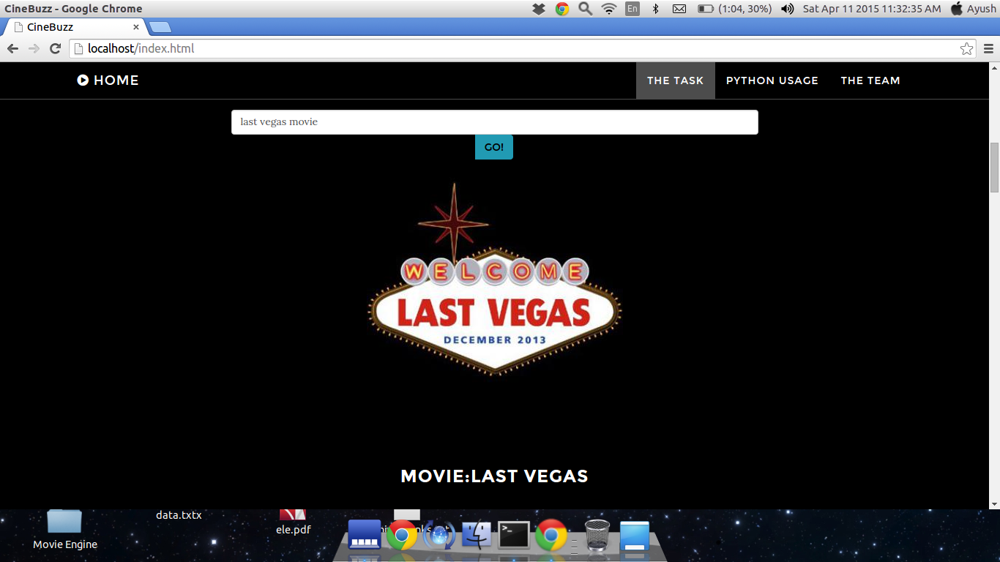 CineBuzz - Google Chrome
En
(1:04, 30%)
Sat Apr 11 2015 11:32:35 AM
Ayush
CineBuzz
localhost/index.html
HOME
THE TASK
PYTHON USAGE
THE TEAM
last vegas movie
GO!
WELCOME
LAST VEGAS
DECEMBER 2013
MOVIE:LAST VEGAS
data.txtx
ele.pdf
Movie Engine